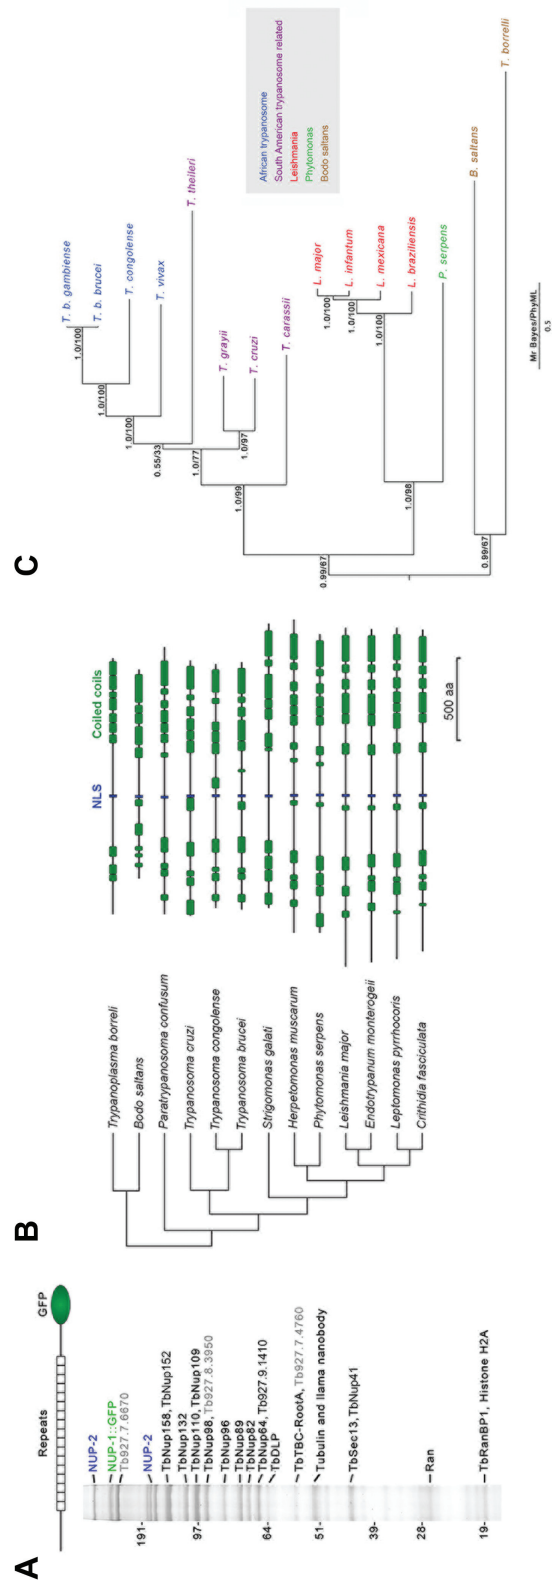 A
Repeats
GFP
NUP-2
NUP-1::GFP
Tb927.7.6670
191-
NUP-2
TbNup158, TbNup152
TbNup132
TbNup110, TbNup109
97-
TbNup98, Tb927.8.3950
TbNup96
TbNup89
TbNup82
TbNup64, Tb927.9.1410
64-
TbDLP
TbTBC-RootA, Tb927.7.4760
51-
Tubulin and llama nanobody
TbSec13, TbNup41
39-
28-
Ran
19-
TbRanBP1, Histone H2A
B
NLS
Coiled coils
Trypanoplasma borreli
Bodo saltans
Paratrypanosoma confusum
Trypanosoma cruzi
Trypanosoma congolense
Trypanosoma brucei
Strigomonas galati
Herpetomonas muscarum
Phytomonas serpens
Leishmania major
Endotrypanum monterogeii
Leptomonas pyrrhocoris
Crithidia fasciculata
500 aa
C
T. b. gambiense
1.0/100
T. b. brucei
1.0/100
T. congolense
1.0/100
T. vivax
0.55/33
T. theileri
1.0/77
T. grayii
1.0/97
T. cruzi
1.0/99
T. carassii
0.99/67
L. major
1.0/100
L. infantum
1.0/100
L. mexicana
1.0/100
L. braziliensis
1.0/98
P. serpens
B. saltans
0.99/67
T. borrelli
African trypanosome
South American trypanosome related
Leishmania
Phytomonas
Bodo saltans
Mr Bayes/PhyML
0.5